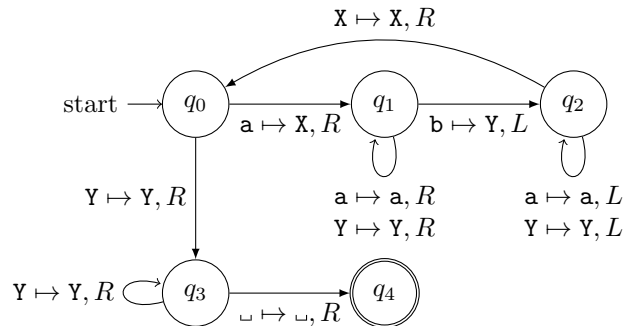 X ↦ X, R
start
q₀
q₁
q₂
a ↦ X, R
b ↦ Y, L
Y ↦ Y, R
a ↦ a, R
Y ↦ Y, R
a ↦ a, L
Y ↦ Y, L
Y ↦ Y, R
q₃
q₄
␣ ↦ ␣, R